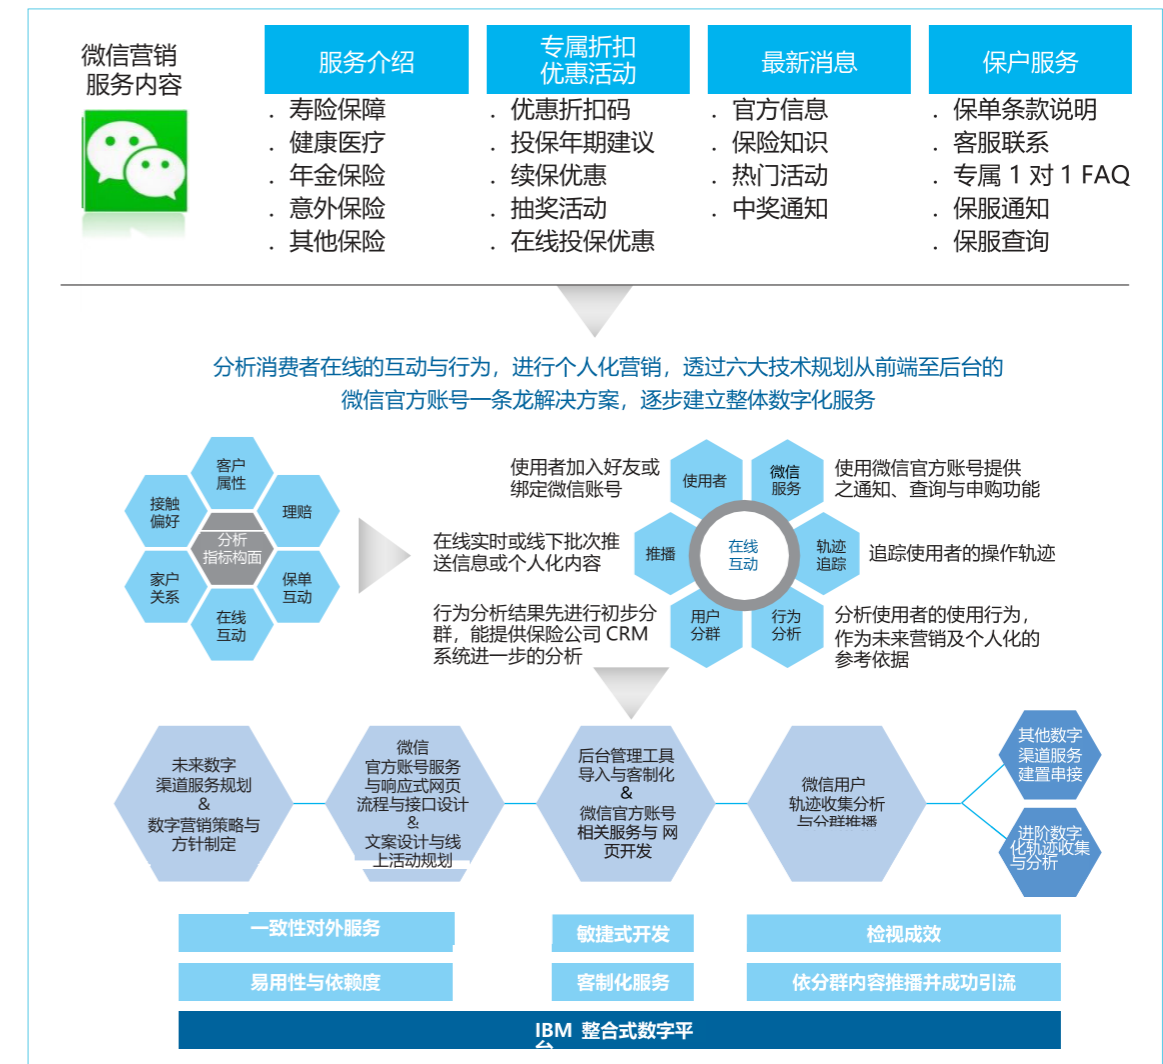 微信营销
服务内容
服务介绍
. 寿险保障
. 健康医疗
. 年金保险
. 意外保险
. 其他保险
专属折扣
优惠活动
. 优惠折扣码
. 投保年期建议
. 续保优惠
. 抽奖活动
. 在线投保优惠
最新消息
. 官方信息
. 保险知识
. 热门活动
. 中奖通知
保户服务
. 保单条款说明
. 客服联系
. 专属 1 对 1 FAQ
. 保服通知
. 保服查询
分析消费者在线的互动与行为，进行个人化营销，透过六大技术规划从前端至后台的
微信官方账号一条龙解决方案，逐步建立整体数字化服务
客户
属性
接触
偏好
理赔
分析
指标构面
家户
关系
保单
互动
在线
互动
使用者加入好友或
绑定微信账号
使用者
微信
服务
使用微信官方账号提供
之通知、查询与申购功能
在线实时或线下批次推
送信息或个人化内容
推播
在线
互动
轨迹
追踪
追踪使用者的操作轨迹
行为分析结果先进行初步分
群，能提供保险公司 CRM
系统进一步的分析
用户
分群
行为
分析
分析使用者的使用行为，
作为未来营销及个人化的
参考依据
未来数字
渠道服务规划
&
数字营销策略与
方针制定
微信
官方账号服务
与响应式网页
流程与接口设计
&
文案设计与线
上活动规划
后台管理工具
导入与客制化
&
微信官方账号
相关服务与 网
页开发
微信用户
轨迹收集分析
与分群推播
其他数字
渠道服务
建置串接
进阶数字
化轨迹收集
与分析
一致性对外服务
敏捷式开发
检视成效
易用性与依赖度
客制化服务
依分群内容推播并成功引流
IBM 整合式数字平
台